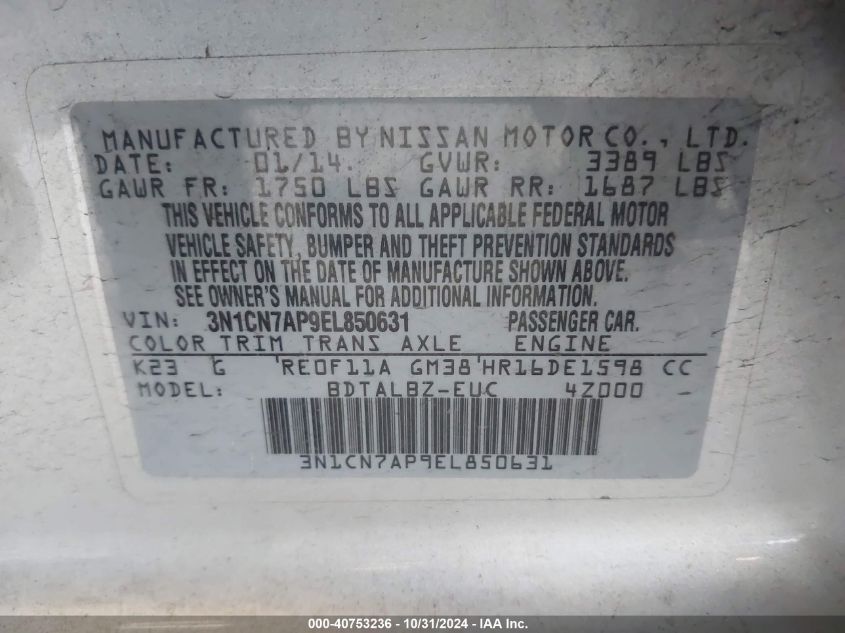 MANUFACTURED BY NISSAN MOTOR CO., LTD.
DATE: 01/14. GVWR: 3389 LBS
GAWR FR: 1750 LBS GAWR RR: 1687 LBS
THIS VEHICLE CONFORMS TO ALL APPLICABLE FEDERAL MOTOR
VEHICLE SAFETY, BUMPER AND THEFT PREVENTION STANDARDS
IN EFFECT ON THE DATE OF MANUFACTURE SHOWN ABOVE.
SEE OWNER'S MANUAL FOR ADDITIONAL INFORMATION.
VIN: 3N1CN7AP9EL850631 PASSENGER CAR.
COLOR TRIM TRANS AXLE ENGINE
K23 G RE0F11A GM38 HR16DE1598 CC
MODEL: BDTALBZ-EUC 4Z000
3N1CN7AP9EL850631
000-40753236 - 10/31/2024 - IAA Inc.